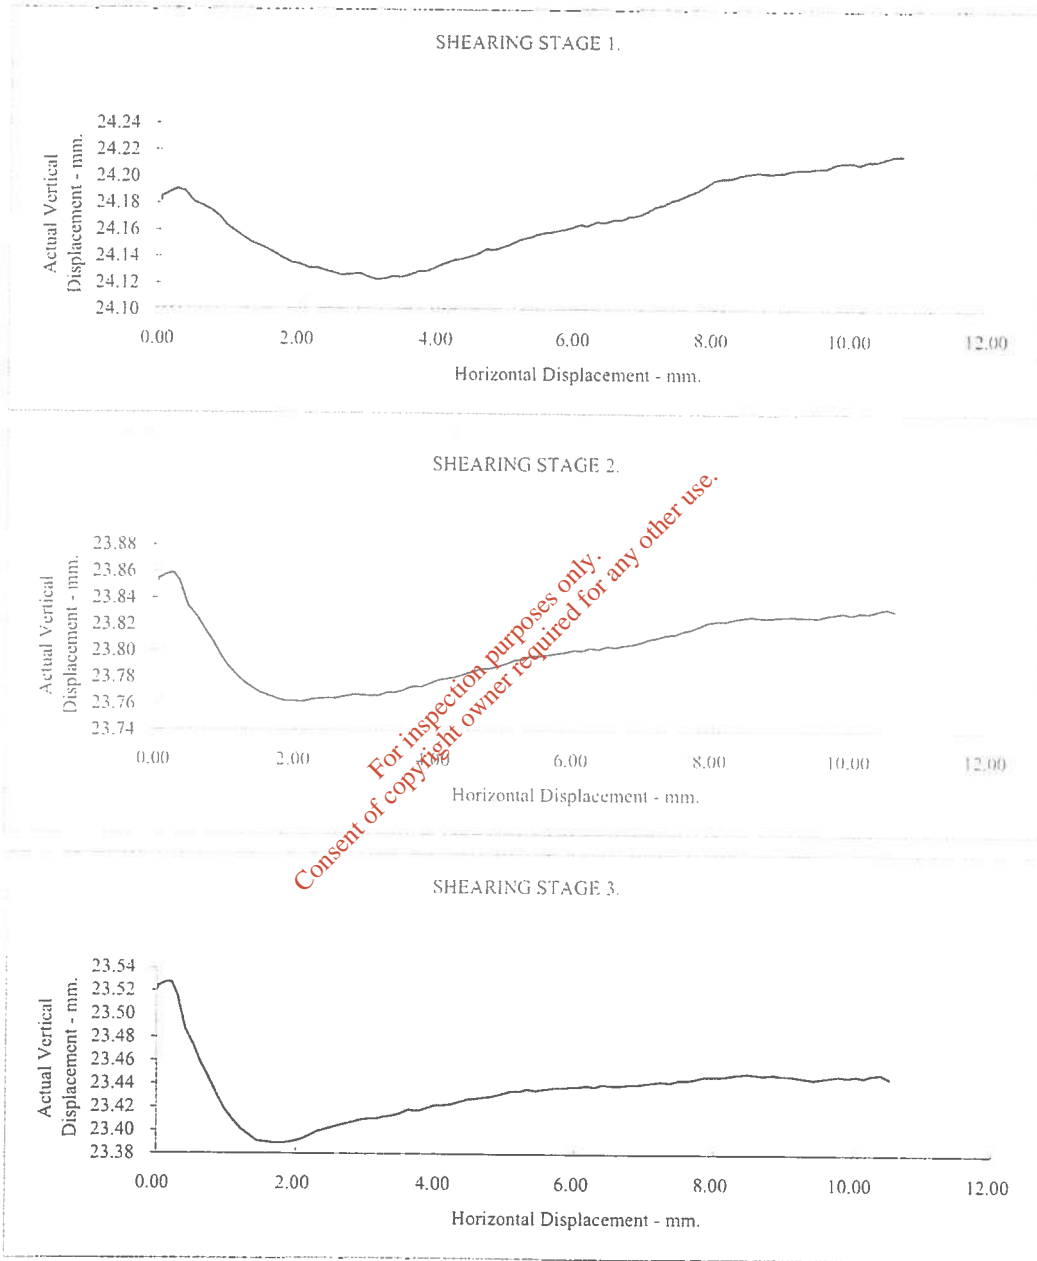 SHEARING STAGE 1.
Actual Vertical
Displacement - mm.
24.24
24.22
24.20
24.18
24.16
24.14
24.12
24.10
0.00 2.00 4.00 6.00 8.00 10.00 12.00
Horizontal Displacement - mm.
SHEARING STAGE 2.
Actual Vertical
Displacement - mm.
23.88
23.86
23.84
23.82
23.80
23.78
23.76
23.74
0.00 2.00 4.00 6.00 8.00 10.00 12.00
Horizontal Displacement - mm.
For inspection purposes only.
Consent of copyright owner required for any other use.
SHEARING STAGE 3.
Actual Vertical
Displacement - mm.
23.54
23.52
23.50
23.48
23.46
23.44
23.42
23.40
23.38
0.00 2.00 4.00 6.00 8.00 10.00 12.00
Horizontal Displacement - mm.